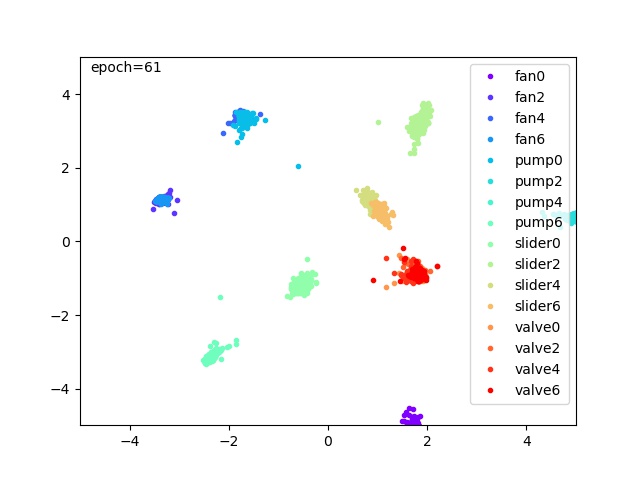 epoch=61
4
2
0
−2
−4
−4
−2
0
2
4
fan0
fan2
fan4
fan6
pump0
pump2
pump4
pump6
slider0
slider2
slider4
slider6
valve0
valve2
valve4
valve6